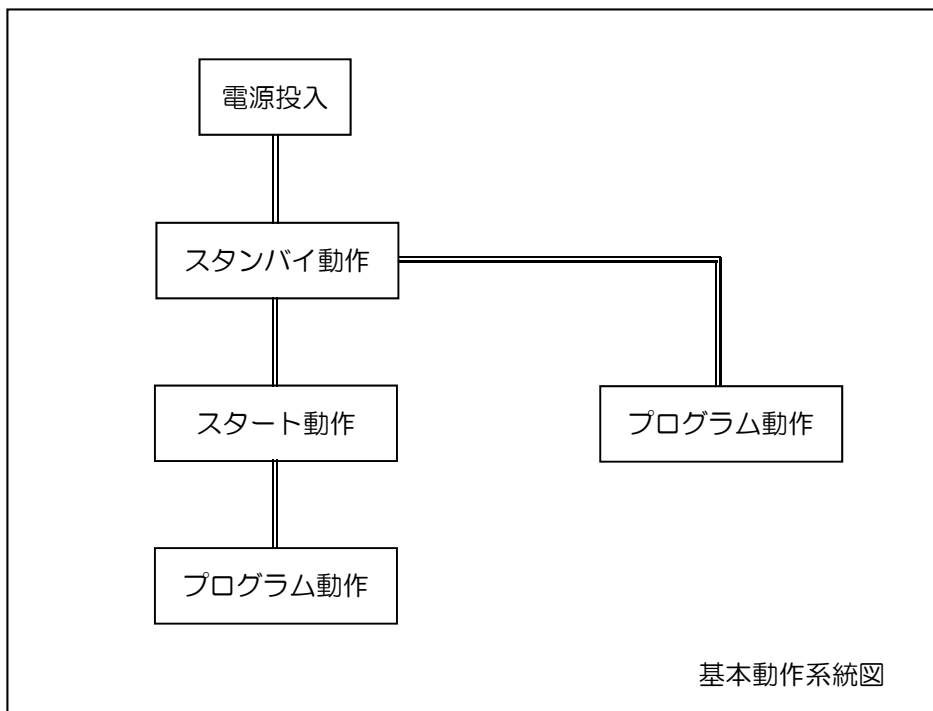 電源投入
スタンバイ動作
スタート動作
プログラム動作
プログラム動作
基本動作系統図